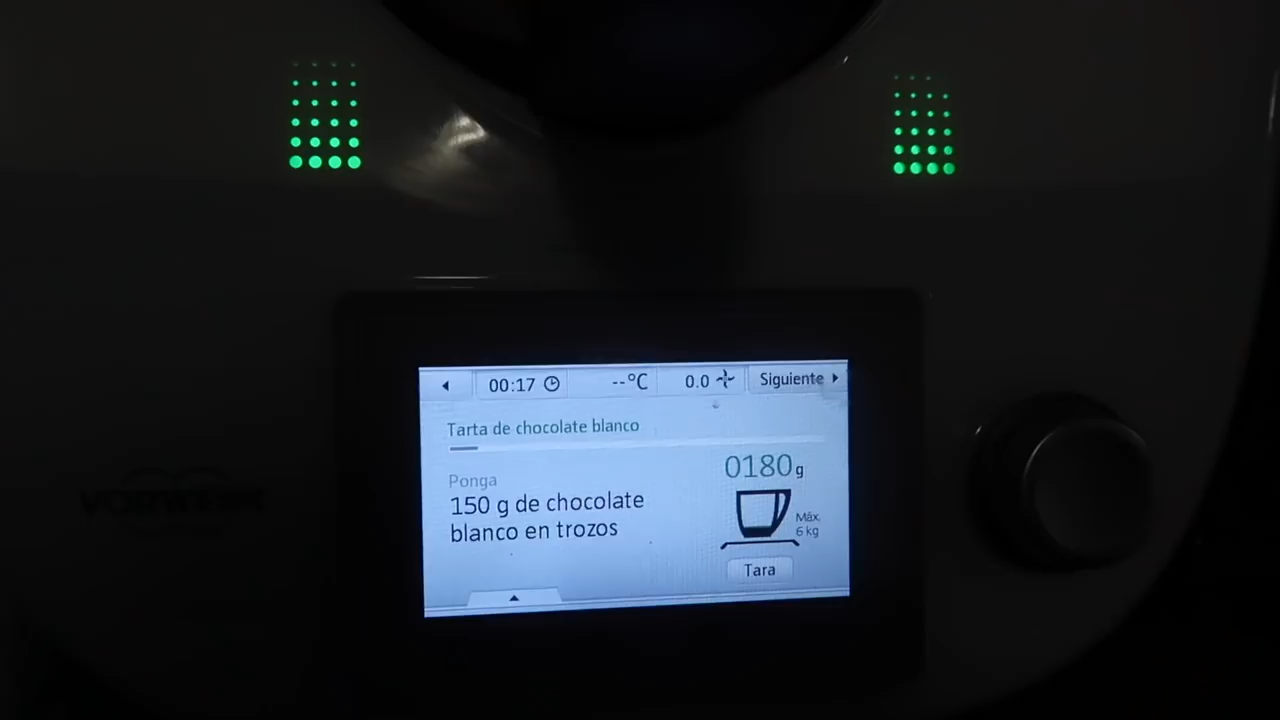 00:17 --°C 0.0 Siguiente
Tarta de chocolate blanco
Ponga
150 g de chocolate
blanco en trozos
0180 g
Máx.
6 kg
Tara
VORWERK